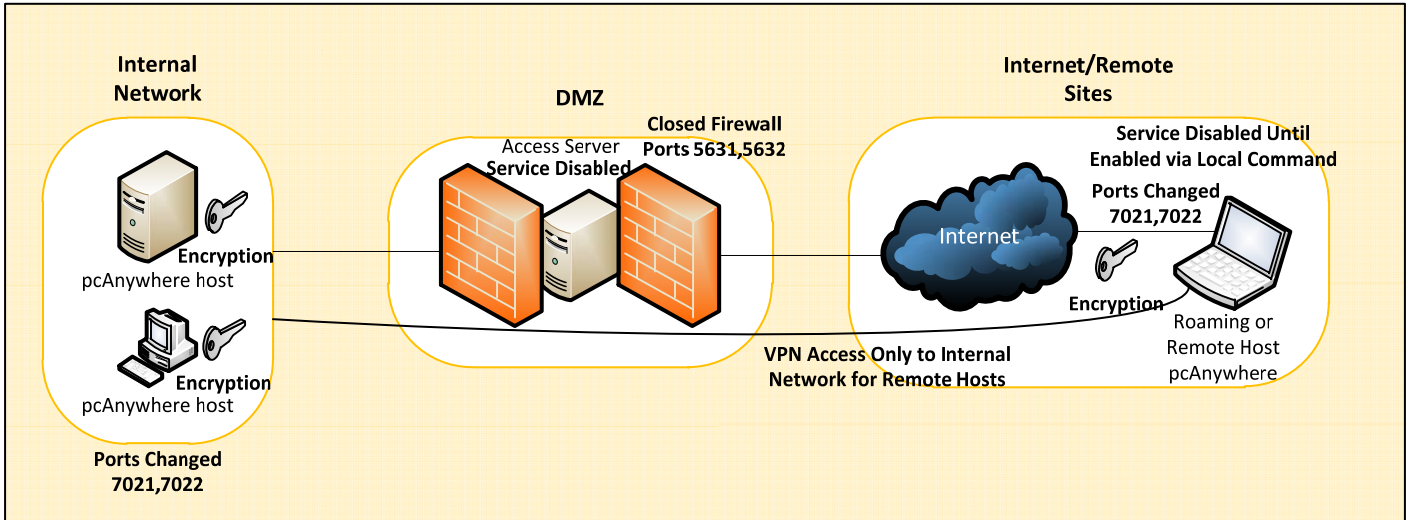 Internal
Network
Encryption
pcAnywhere host
Encryption
pcAnywhere host
Ports Changed
7021,7022
DMZ
Closed Firewall
Ports 5631,5632
Access Server
Service Disabled
VPN Access Only to Internal
Network for Remote Hosts
Internet/Remote
Sites
Service Disabled Until
Enabled via Local Command
Ports Changed
7021,7022
Internet
Encryption
Roaming or
Remote Host
pcAnywhere